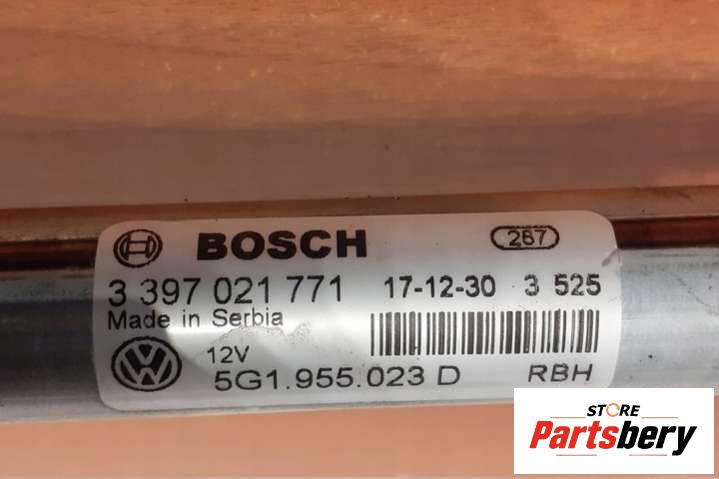 BOSCH 287
3 397 021 771 17-12-30 3 525
Made in Serbia
12V
5G1.955.023 D RBH
STORE
Partsbery